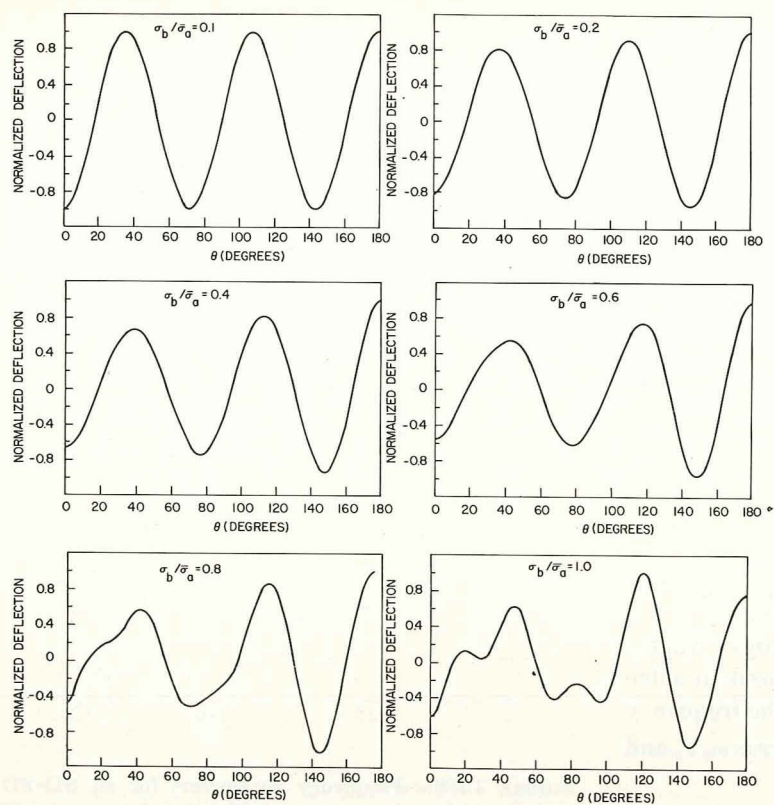 σb/σ̄a=0.1
NORMALIZED DEFLECTION
0.8
0.4
0
-0.4
-0.8
0 20 40 60 80 100 120 140 160 180
θ (DEGREES)
σb/σ̄a=0.2
NORMALIZED DEFLECTION
0.8
0.4
0
-0.4
-0.8
0 20 40 60 80 100 120 140 160 180
θ (DEGREES)
σb/σ̄a=0.4
NORMALIZED DEFLECTION
0.8
0.4
0
-0.4
-0.8
0 20 40 60 80 100 120 140 160 180
θ (DEGREES)
σb/σ̄a=0.6
NORMALIZED DEFLECTION
0.8
0.4
0
-0.4
-0.8
0 20 40 60 80 100 120 140 160 180
θ (DEGREES)
σb/σ̄a=0.8
NORMALIZED DEFLECTION
0.8
0.4
0
-0.4
-0.8
0 20 40 60 80 100 120 140 160 180
θ (DEGREES)
σb/σ̄a=1.0
NORMALIZED DEFLECTION
0.8
0.4
0
-0.4
-0.8
0 20 40 60 80 100 120 140 160 180
θ (DEGREES)